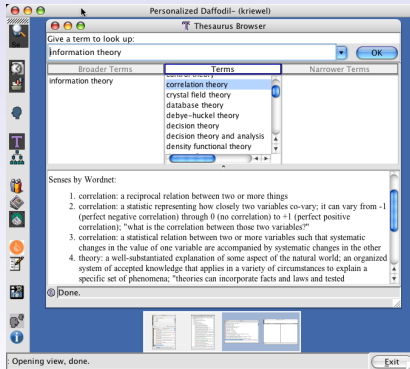 Personalized Daffodil- (kriewel)
Thesaurus Browser
Give a term to look up:
information theory
OK
Broader Terms
Terms
Narrower Terms
information theory
control theory
correlation theory
crystal field theory
database theory
debye-huckel theory
decision theory
decision theory and analysis
density functional theory
Senses by Wordnet:
1. correlation: a reciprocal relation between two or more things
2. correlation: a statistic representing how closely two variables co-vary; it can vary from -1
(perfect negative correlation) through 0 (no correlation) to +1 (perfect positive
correlation); "what is the correlation between those two variables?"
3. correlation: a statistical relation between two or more variables such that systematic
changes in the value of one variable are accompanied by systematic changes in the other
4. theory: a well-substantiated explanation of some aspect of the natural world; an organized
system of accepted knowledge that applies in a variety of circumstances to explain a
specific set of phenomena; "theories can incorporate facts and laws and tested
Done.
: Opening view, done.
Exit